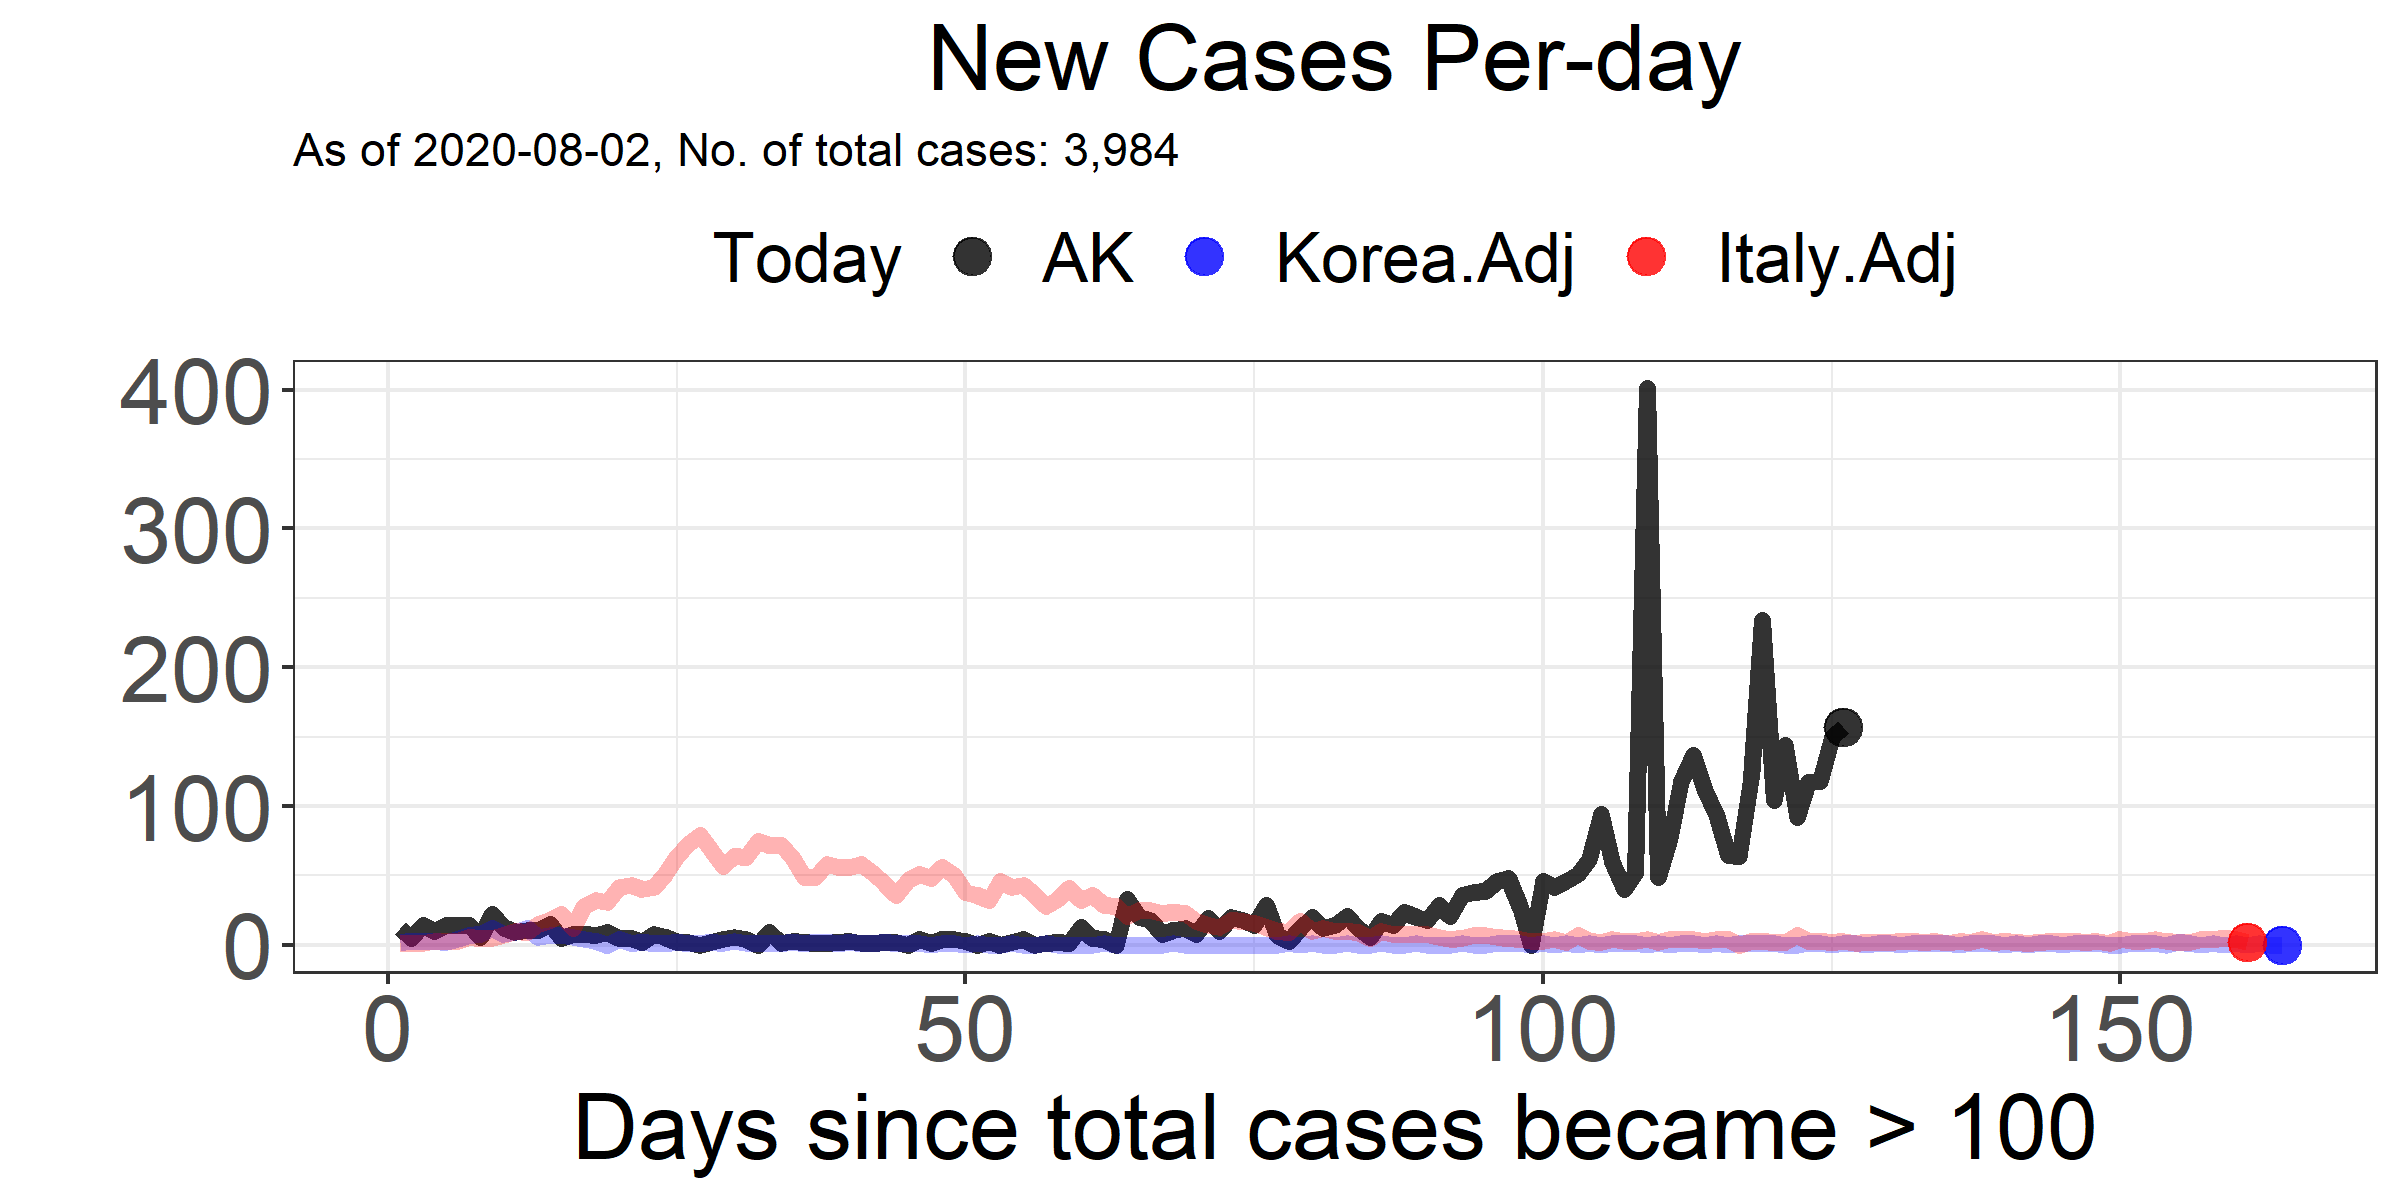 New Cases Per-day
As of 2020-08-02, No. of total cases: 3,984
Today AK Korea.Adj Italy.Adj
400
300
200
100
0
0 50 100 150
Days since total cases became > 100